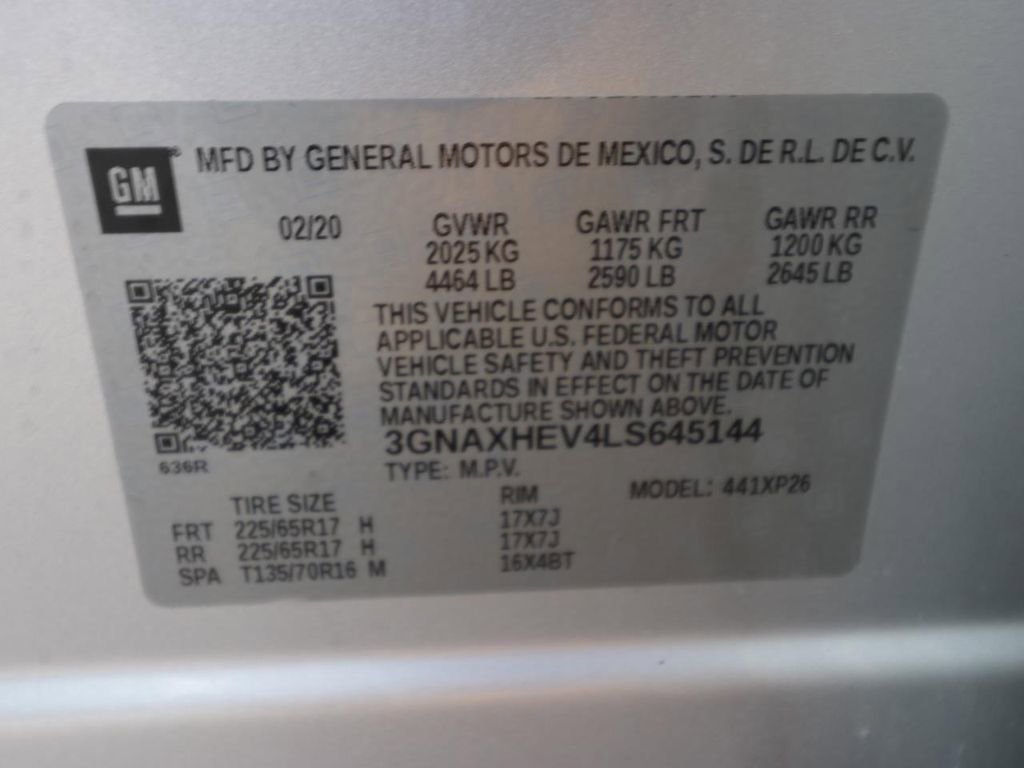 GM
MFD BY GENERAL MOTORS DE MEXICO, S. DE R.L. DE C.V.
02/20 GVWR GAWR FRT GAWR RR
2025 KG 1175 KG 1200 KG
4464 LB 2590 LB 2645 LB
THIS VEHICLE CONFORMS TO ALL
APPLICABLE U.S. FEDERAL MOTOR
VEHICLE SAFETY AND THEFT PREVENTION
STANDARDS IN EFFECT ON THE DATE OF
MANUFACTURE SHOWN ABOVE.
3GNAXHEV4LS645144
636R
TYPE: M.P.V.
TIRE SIZE RIM MODEL: 441XP26
FRT 225/65R17 H 17X7J
RR 225/65R17 H 17X7J
SPA T135/70R16 M 16X4BT